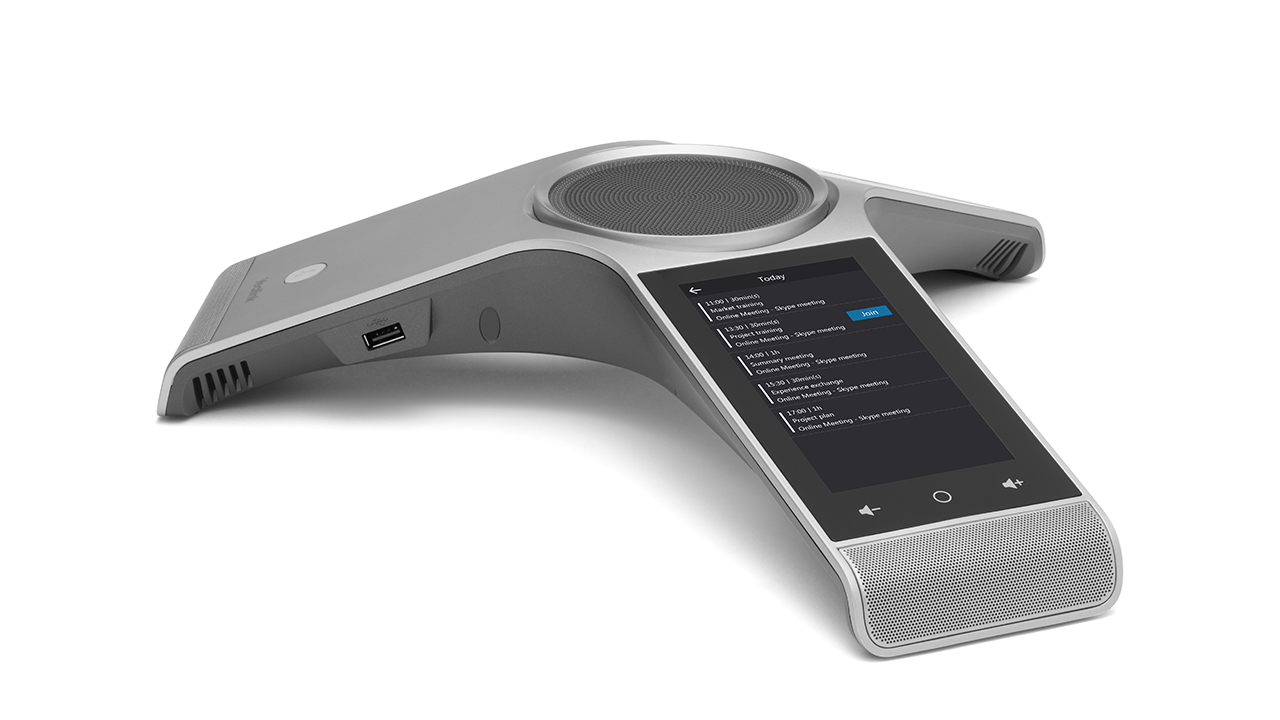 Today
11:00 | 30min(s)
Market training
Online Meeting - Skype meeting
13:30 | 30min(s)
Project training
Online Meeting - Skype meeting
Join
14:00 | 1h
Summary meeting
Online Meeting - Skype meeting
15:30 | 30min(s)
Experience exchange
Online Meeting - Skype meeting
17:00 | 1h
Project plan
Online Meeting - Skype meeting